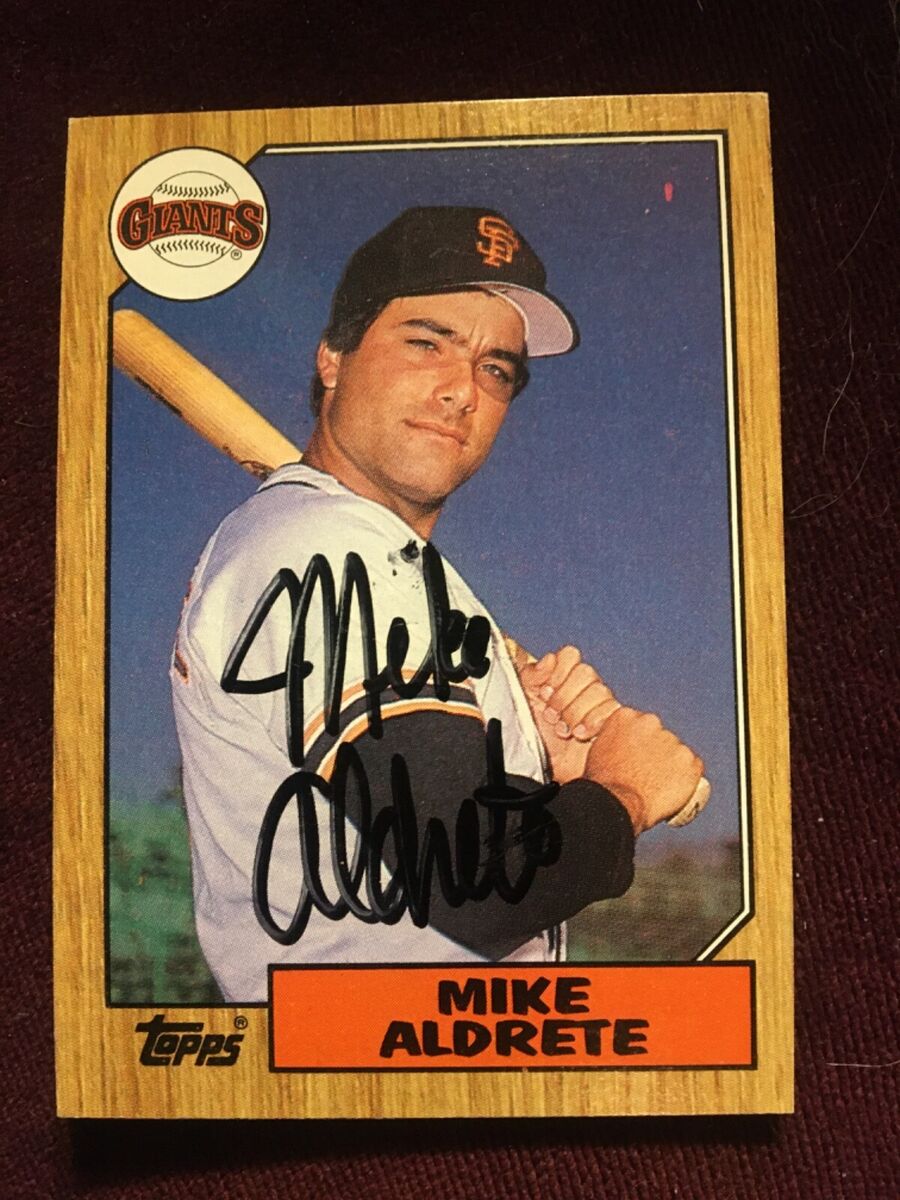 GIANTS
®
SF
Mike
Aldrete
MIKE
ALDRETE
Topps®